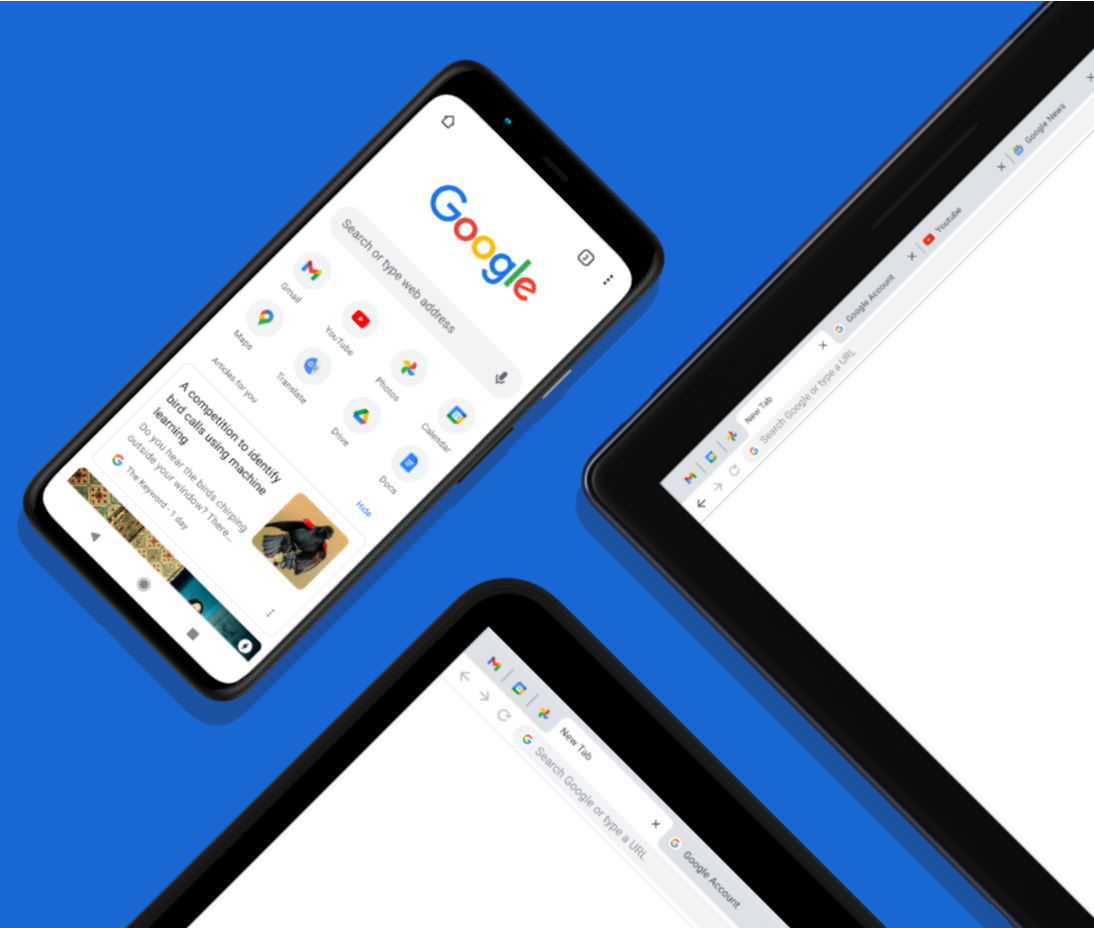 Google
3
Search or type web address
Gmail
YouTube
Photos
Calendar
Maps
Translate
Drive
Docs
Articles for you
Hide
A competition to identify
bird calls using machine
learning
Do you hear the birds chirping
outside your window? There...
The Keyword - 1 day
New Tab
Google Account
Youtube
Google News
Search Google or type a URL
New Tab
Google Account
Search Google or type a URL